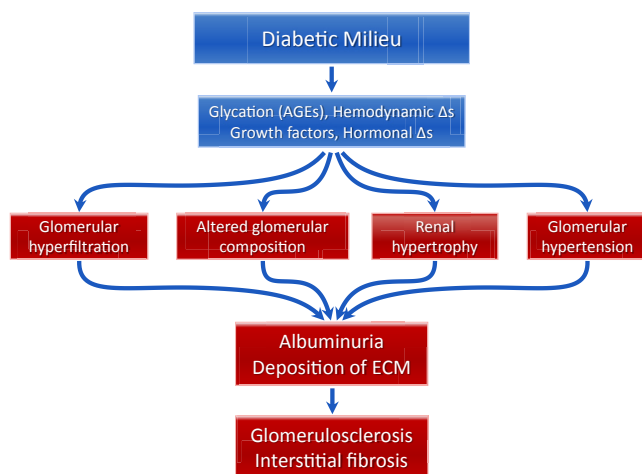 Diabetic Milieu
Glycation (AGEs), Hemodynamic Δs
Growth factors, Hormonal Δs
Glomerular
hyperfiltration
Altered glomerular
composition
Renal
hypertrophy
Glomerular
hypertension
Albuminuria
Deposition of ECM
Glomerulosclerosis
Interstitial fibrosis